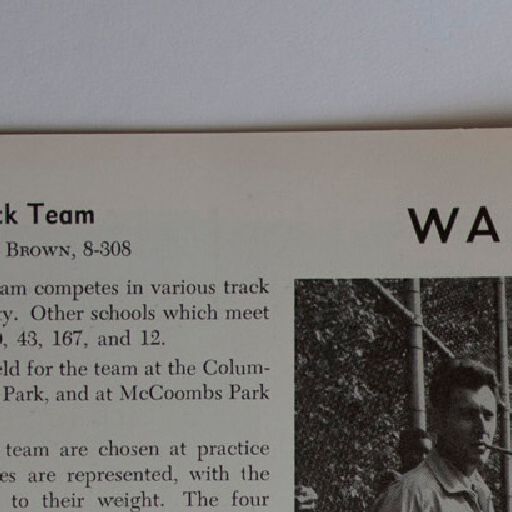 ck Team
Brown, 8-308
am competes in various track
y. Other schools which meet
, 43, 167, and 12.
ld for the team at the Colum-
Park, and at McCoombs Park
team are chosen at practice
es are represented, with the
to their weight. The four
WA